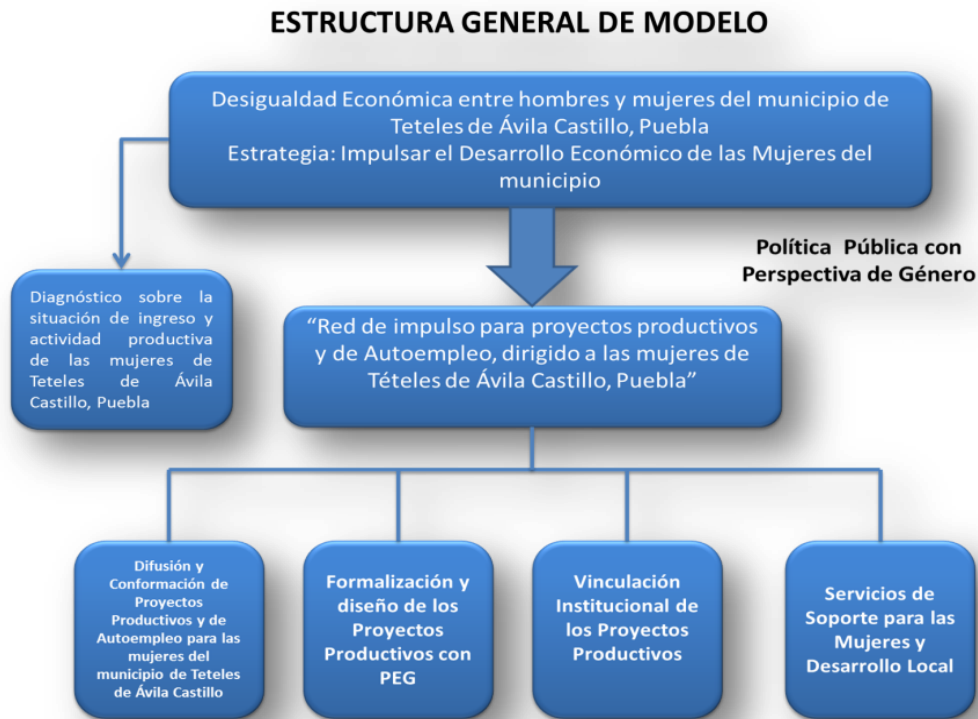 ESTRUCTURA GENERAL DE MODELO
Desigualdad Económica entre hombres y mujeres del municipio de
Teteles de Ávila Castillo, Puebla
Estrategia: Impulsar el Desarrollo Económico de las Mujeres del
municipio
Política Pública con
Perspectiva de Género
Diagnóstico sobre la
situación de ingreso y
actividad productiva
de las mujeres de
Teteles de Ávila
Castillo, Puebla
“Red de impulso para proyectos productivos
y de Autoempleo, dirigido a las mujeres de
Tételes de Ávila Castillo, Puebla”
Difusión y
Conformación de
Proyectos
Productivos y de
Autoempleo para las
mujeres del
municipio de Teteles
de Ávila Castillo
Formalización y
diseño de los
Proyectos
Productivos con
PEG
Vinculación
Institucional de
los Proyectos
Productivos
Servicios de
Soporte para las
Mujeres y
Desarrollo Local